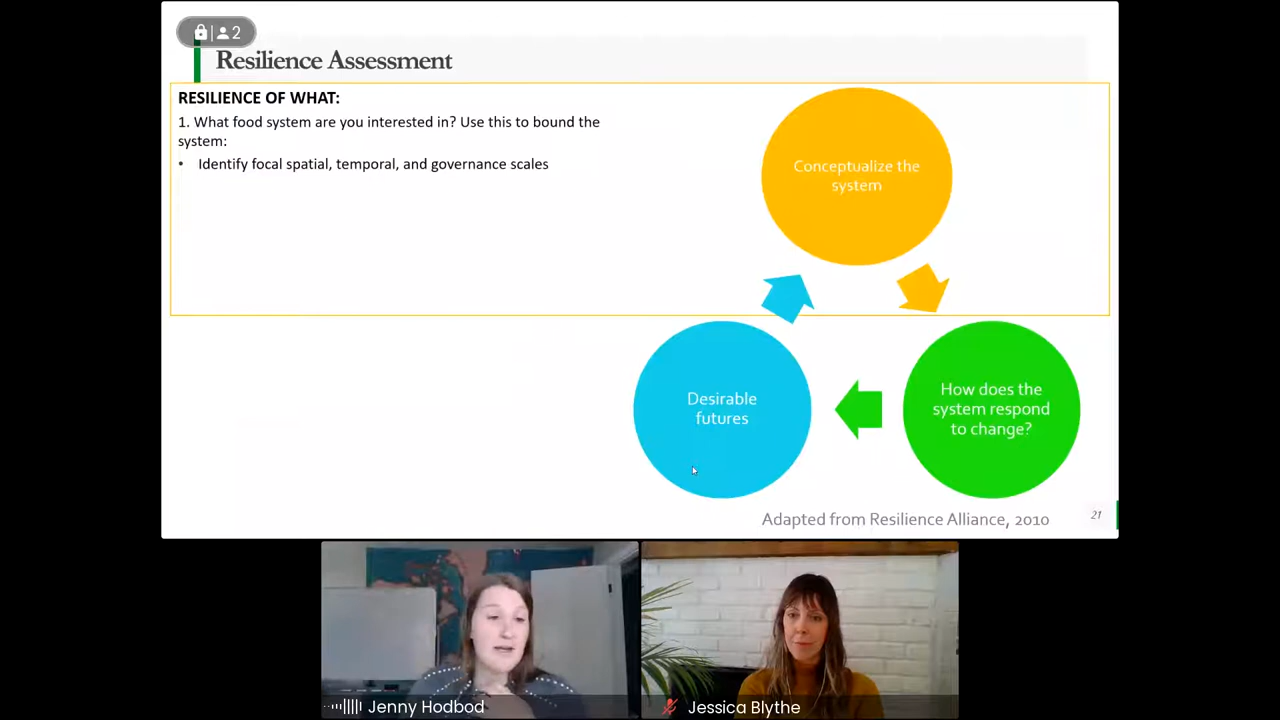 2
Resilience Assessment
RESILIENCE OF WHAT:
1. What food system are you interested in? Use this to bound the
system:
• Identify focal spatial, temporal, and governance scales
Conceptualize the
system
How does the
system respond
to change?
Desirable
futures
Adapted from Resilience Alliance, 2010
21
Jenny Hodbod
Jessica Blythe